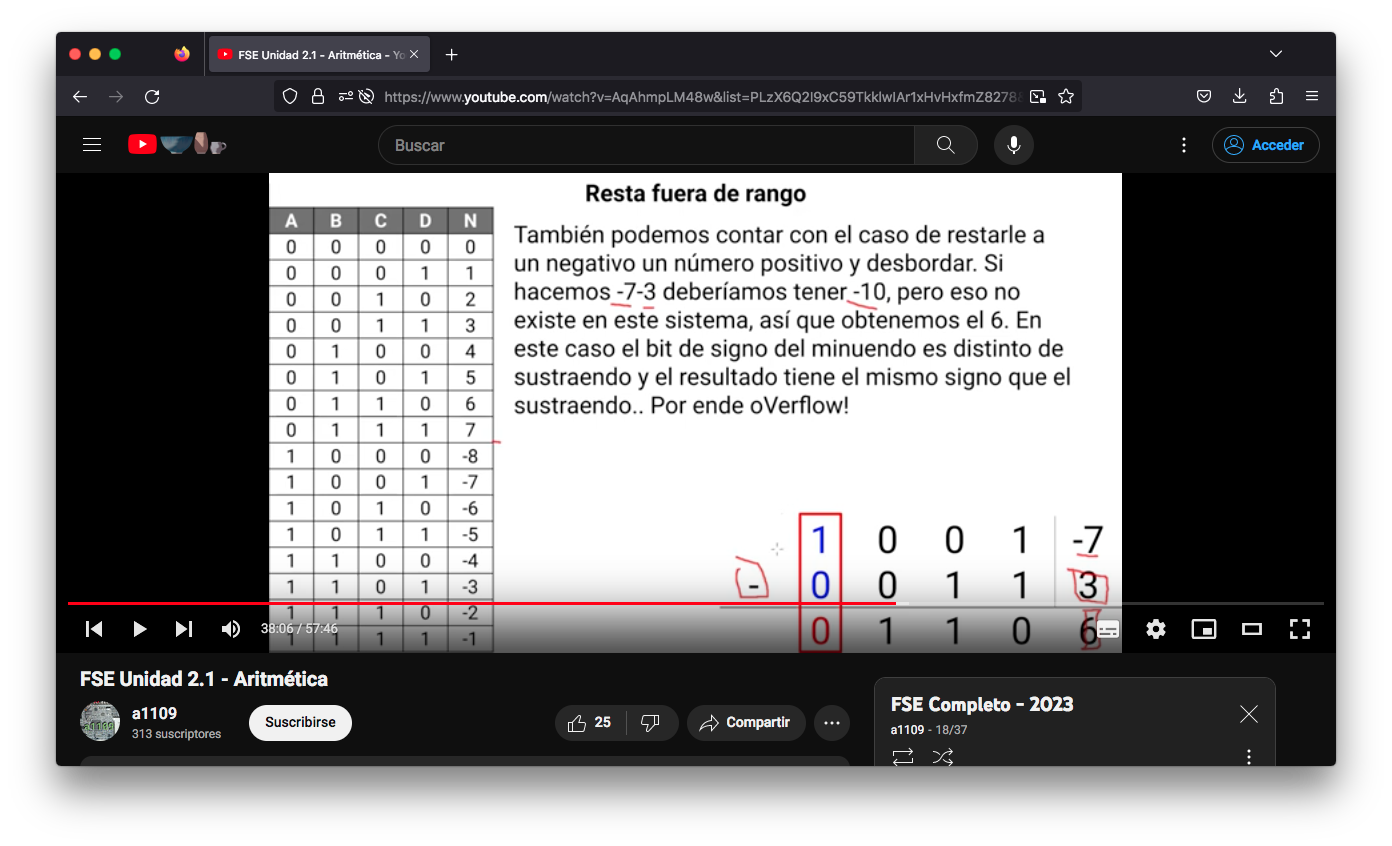 FSE Unidad 2.1 - Aritmética - Yo
https://www.youtube.com/watch?v=AqAhmpLM48w&list=PLzX6Q2I9xC59TkklwIAr1xHvHxfmZ8278
Buscar
Acceder
Resta fuera de rango
A B C D N
0 0 0 0 0
0 0 0 1 1
0 0 1 0 2
0 0 1 1 3
0 1 0 0 4
0 1 0 1 5
0 1 1 0 6
0 1 1 1 7
1 0 0 0 -8
1 0 0 1 -7
1 0 1 0 -6
1 0 1 1 -5
1 1 0 0 -4
1 1 0 1 -3
1 1 1 0 -2
1 1 1 1 -1
También podemos contar con el caso de restarle a
un negativo un número positivo y desbordar. Si
hacemos -7-3 deberíamos tener -10, pero eso no
existe en este sistema, así que obtenemos el 6. En
este caso el bit de signo del minuendo es distinto de
sustraendo y el resultado tiene el mismo signo que el
sustraendo.. Por ende oVerflow!
1 0 0 1 -7
- 0 0 1 1 3
0 1 1 0 6
38:06 / 57:46
FSE Unidad 2.1 - Aritmética
a1109
313 suscriptores
Suscribirse
25
Compartir
FSE Completo - 2023
a1109 - 18/37